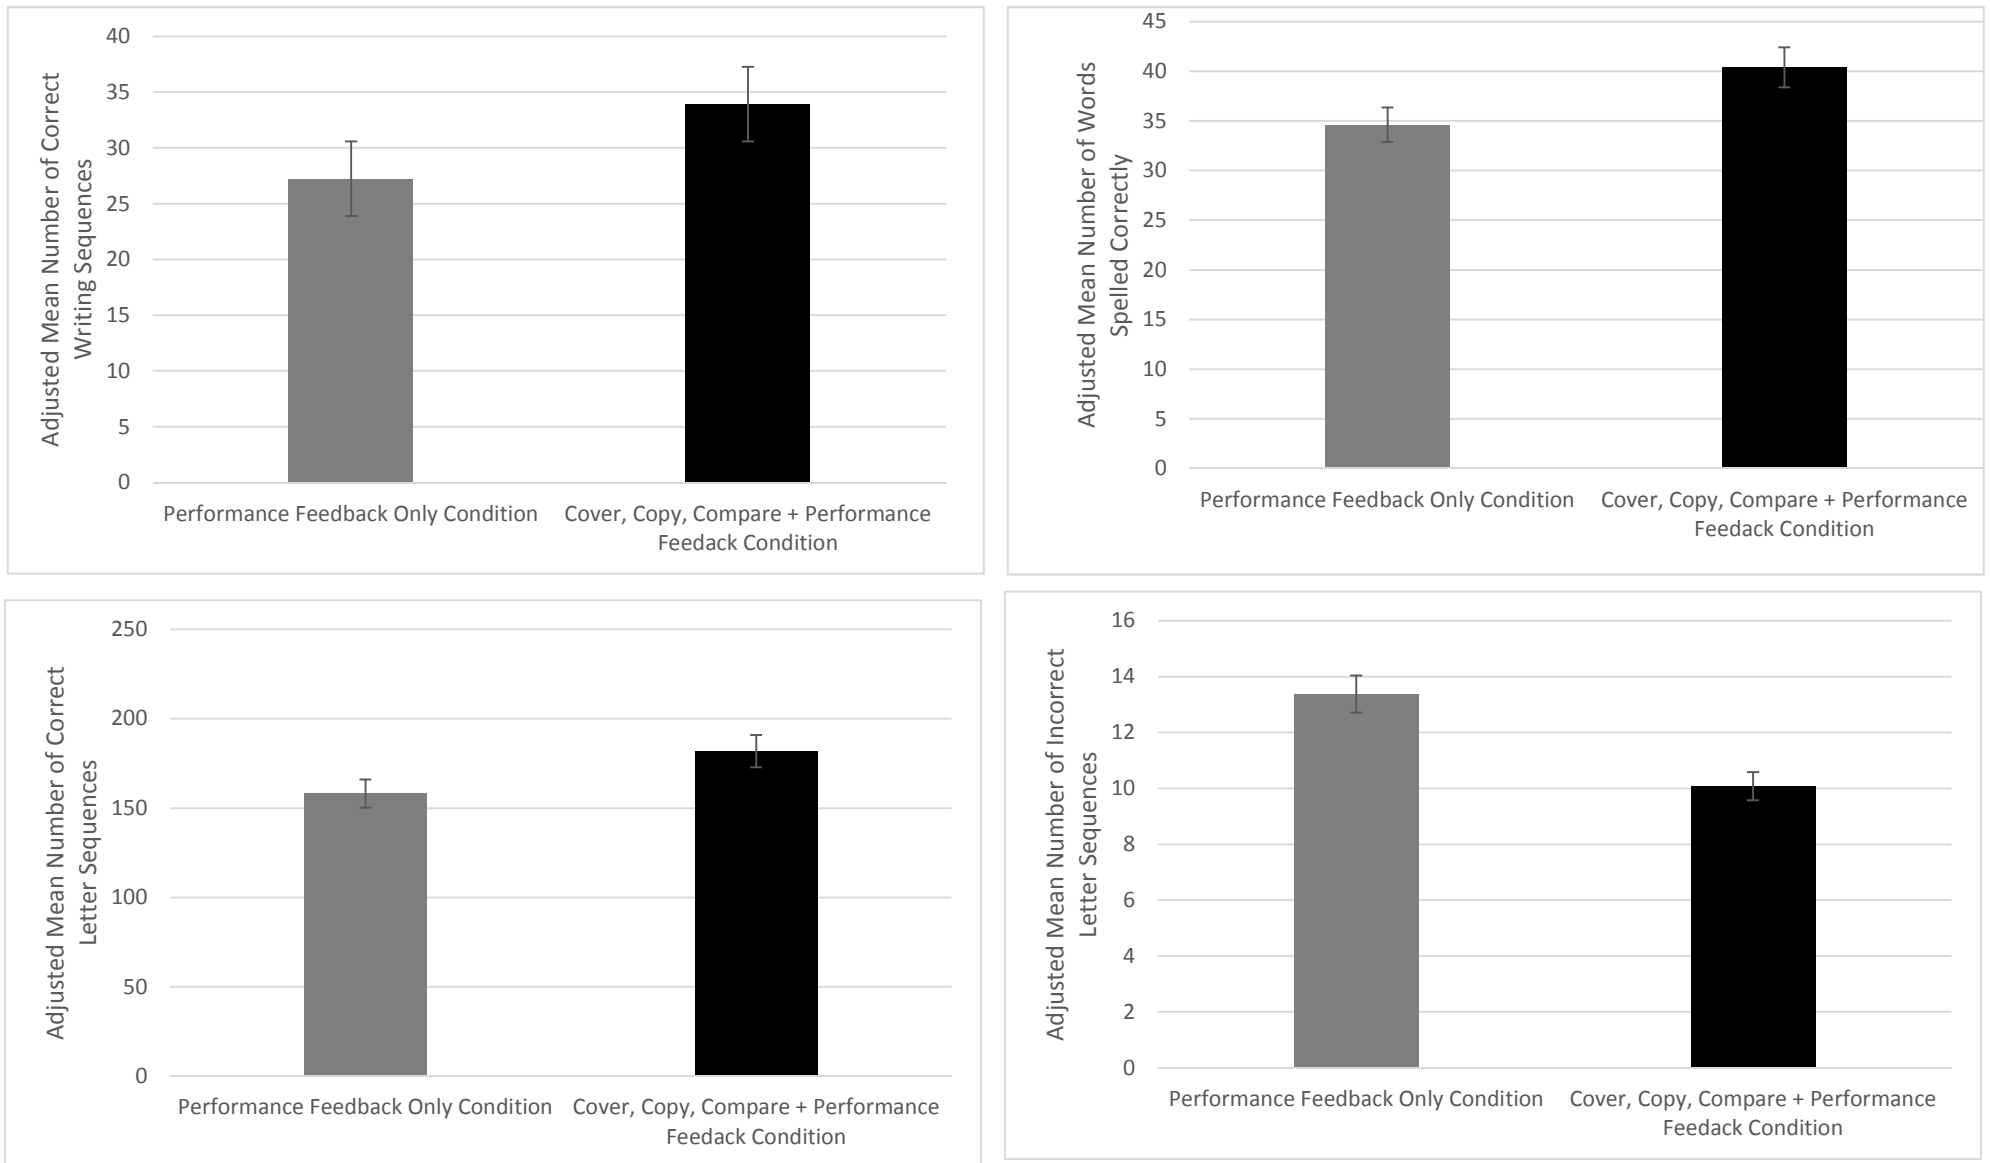 Adjusted Mean Number of Correct
Writing Sequences
40
35
30
25
20
15
10
5
0
Performance Feedback Only Condition
Cover, Copy, Compare + Performance
Feedack Condition
Adjusted Mean Number of Words
Spelled Correctly
45
40
35
30
25
20
15
10
5
0
Performance Feedback Only Condition
Cover, Copy, Compare + Performance
Feedack Condition
Adjusted Mean Number of Correct
Letter Sequences
250
200
150
100
50
0
Performance Feedback Only Condition
Cover, Copy, Compare + Performance
Feedack Condition
Adjusted Mean Number of Incorrect
Letter Sequences
16
14
12
10
8
6
4
2
0
Performance Feedback Only Condition
Cover, Copy, Compare + Performance
Feedack Condition